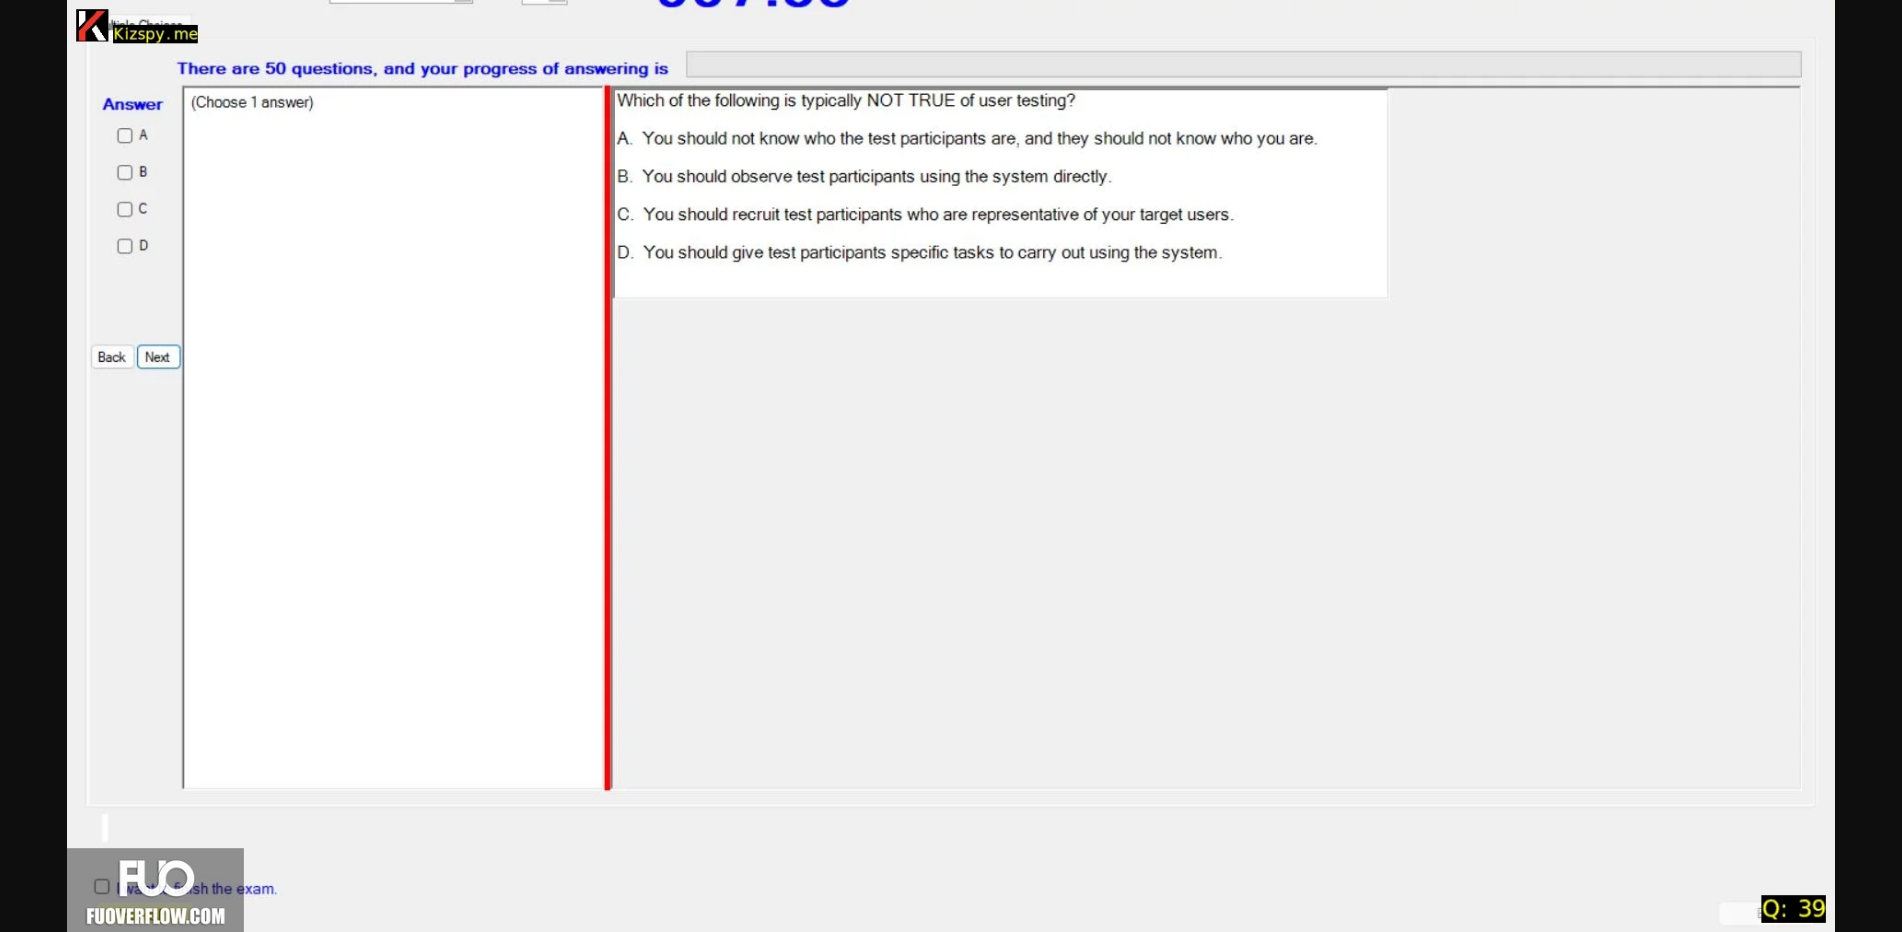 Kizspy.me
There are 50 questions, and your progress of answering is
Answer
(Choose 1 answer)
A
B
C
D
Back
Next
Which of the following is typically NOT TRUE of user testing?
A. You should not know who the test participants are, and they should not know who you are.
B. You should observe test participants using the system directly.
C. You should recruit test participants who are representative of your target users.
D. You should give test participants specific tasks to carry out using the system.
FUO
the exam.
FUOVERFLOW.COM
Q: 39